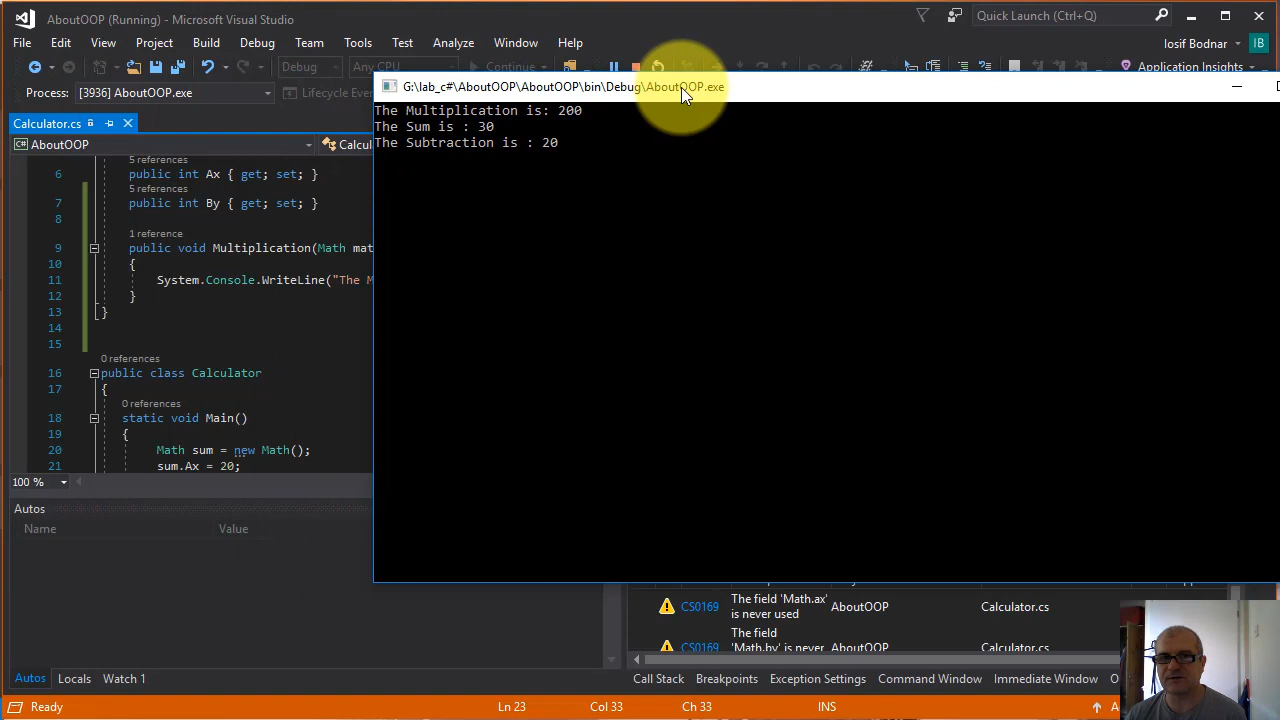 AboutOOP (Running) - Microsoft Visual Studio
Quick Launch (Ctrl+Q)
File Edit View Project Build Debug Team Tools Test Analyze Window Help
Iosif Bodnar IB
Debug Any CPU Continue Application Insights
Process: [3936] AboutOOP.exe Lifecycle Even
G:\lab_c#\AboutOOP\AboutOOP\bin\Debug\AboutOOP.exe
The Multiplication is: 200
The Sum is : 30
The Subtraction is : 20
Calculator.cs
AboutOOP Calcul
5 references
6 public int Ax { get; set; }
5 references
7 public int By { get; set; }
8
1 reference
9 public void Multiplication(Math mat
10 {
11 System.Console.WriteLine("The M
12 }
13 }
14
15
0 references
16 public class Calculator
17 {
0 references
18 static void Main()
19 {
20 Math sum = new Math();
21 sum.Ax = 20;
100 %
Autos
Name Value
CS0169 The field 'Math.ax' is never used AboutOOP Calculator.cs
CS0169 The field 'Math.by' is never AboutOOP Calculator.cs
Autos Locals Watch 1
Call Stack Breakpoints Exception Settings Command Window Immediate Window O
Ready Ln 23 Col 33 Ch 33 INS